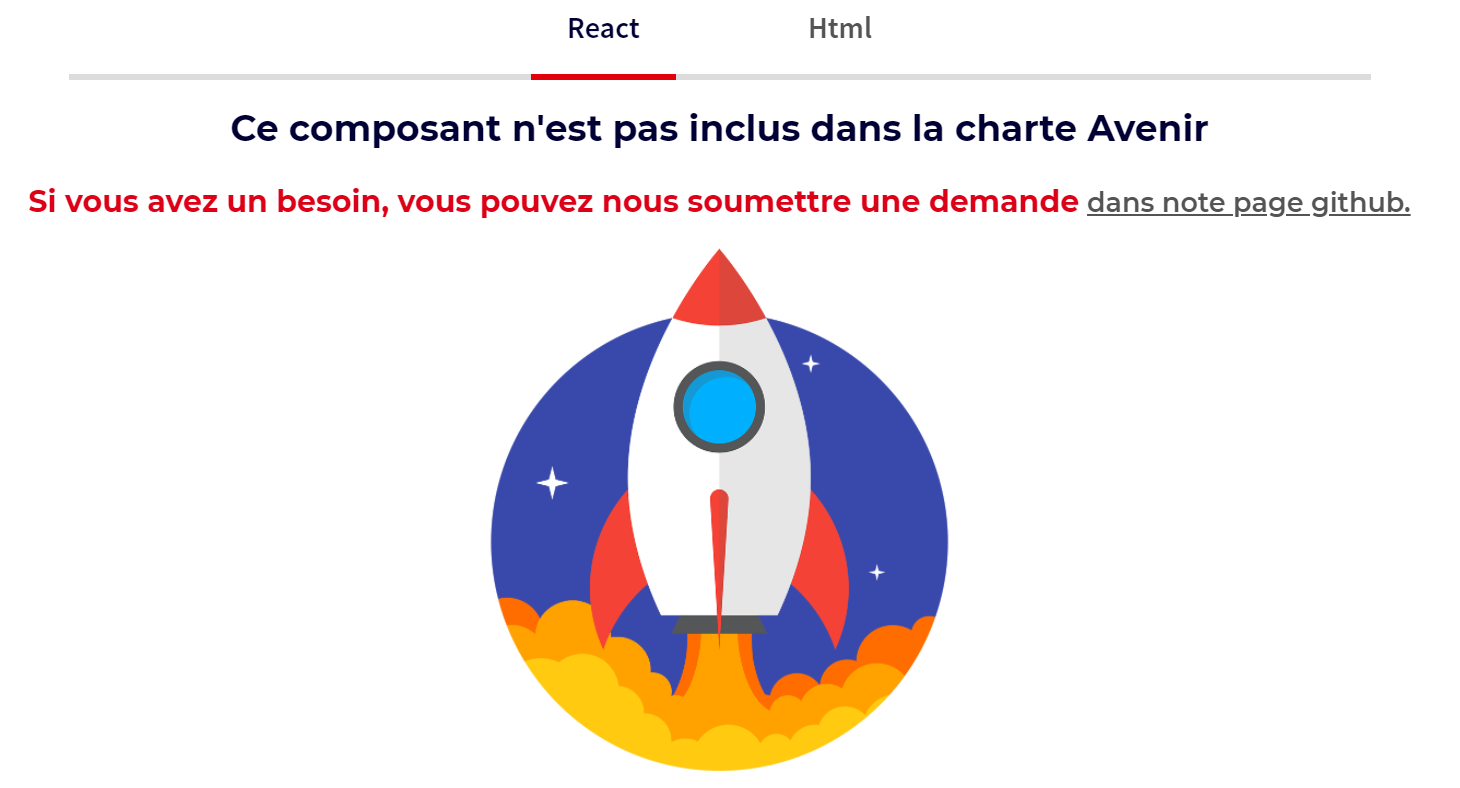 React Html
Ce composant n'est pas inclus dans la charte Avenir
Si vous avez un besoin, vous pouvez nous soumettre une demande dans note page github.